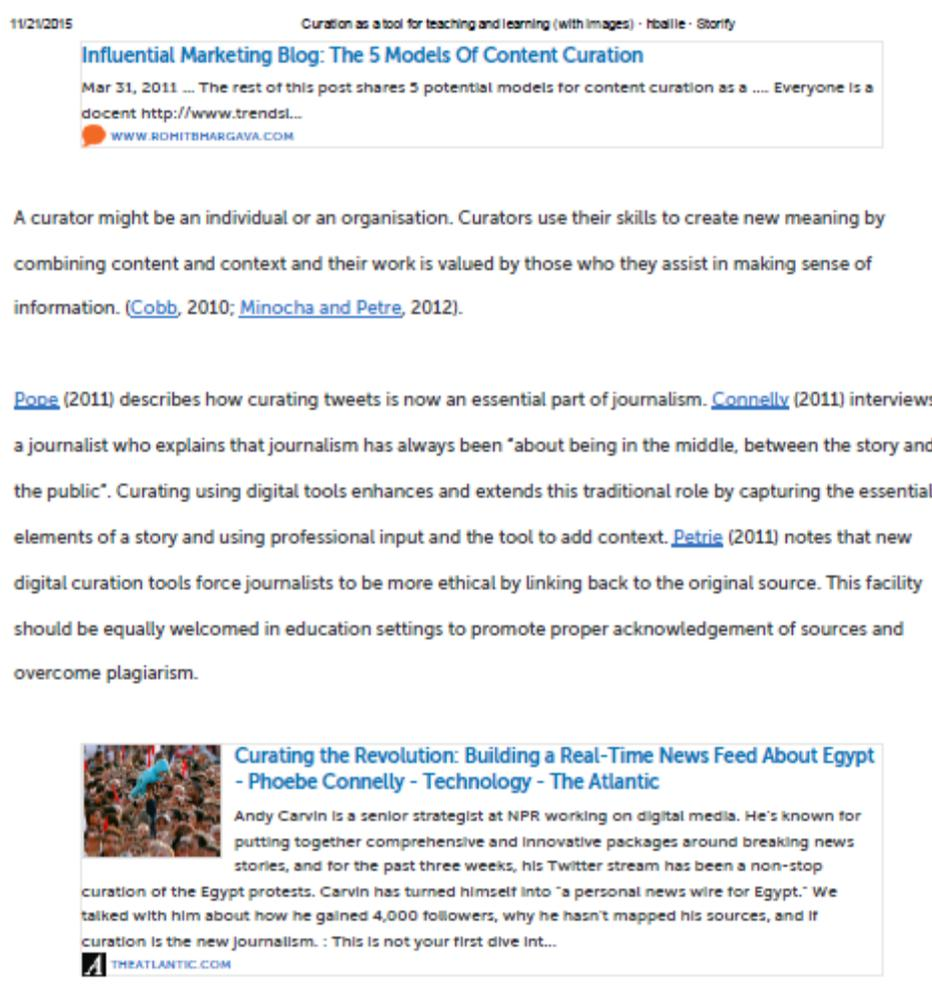 11/21/2015 Curation as a tool for teaching and learning (with images) · hbailie · Storify
Influential Marketing Blog: The 5 Models Of Content Curation
Mar 31, 2011 ... The rest of this post shares 5 potential models for content curation as a .... Everyone is a
docent http://www.trendsl...
WWW.ROHITBHARGAVA.COM
A curator might be an individual or an organisation. Curators use their skills to create new meaning by
combining content and context and their work is valued by those who they assist in making sense of
information. (Cobb, 2010; Minocha and Petre, 2012).
Pope (2011) describes how curating tweets is now an essential part of journalism. Connelly (2011) interviews
a journalist who explains that journalism has always been "about being in the middle, between the story and
the public". Curating using digital tools enhances and extends this traditional role by capturing the essential
elements of a story and using professional input and the tool to add context. Petrie (2011) notes that new
digital curation tools force journalists to be more ethical by linking back to the original source. This facility
should be equally welcomed in education settings to promote proper acknowledgement of sources and
overcome plagiarism.
Curating the Revolution: Building a Real-Time News Feed About Egypt
- Phoebe Connelly - Technology - The Atlantic
Andy Carvin is a senior strategist at NPR working on digital media. He's known for
putting together comprehensive and innovative packages around breaking news
stories, and for the past three weeks, his Twitter stream has been a non-stop
curation of the Egypt protests. Carvin has turned himself into "a personal news wire for Egypt." We
talked with him about how he gained 4,000 followers, why he hasn't mapped his sources, and if
curation is the new journalism. : This is not your first dive int...
A THEATLANTIC.COM